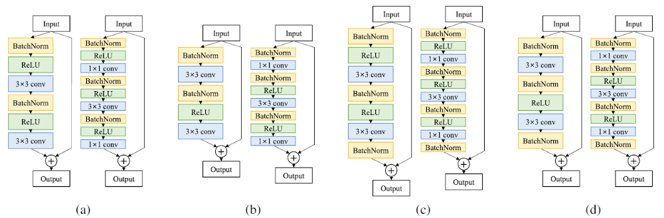 Input
BatchNorm
ReLU
3×3 conv
BatchNorm
ReLU
3×3 conv
Output
Input
BatchNorm
ReLU
1×1 conv
BatchNorm
ReLU
3×3 conv
BatchNorm
ReLU
1×1 conv
Output
(a)
Input
BatchNorm
3×3 conv
BatchNorm
ReLU
3×3 conv
Output
Input
BatchNorm
1×1 conv
BatchNorm
ReLU
3×3 conv
BatchNorm
ReLU
1×1 conv
Output
(b)
Input
BatchNorm
ReLU
3×3 conv
BatchNorm
ReLU
3×3 conv
BatchNorm
Output
Input
BatchNorm
ReLU
1×1 conv
BatchNorm
ReLU
3×3 conv
BatchNorm
ReLU
1×1 conv
BatchNorm
Output
(c)
Input
BatchNorm
3×3 conv
BatchNorm
ReLU
3×3 conv
BatchNorm
Output
Input
BatchNorm
1×1 conv
BatchNorm
ReLU
3×3 conv
BatchNorm
ReLU
1×1 conv
BatchNorm
Output
(d)